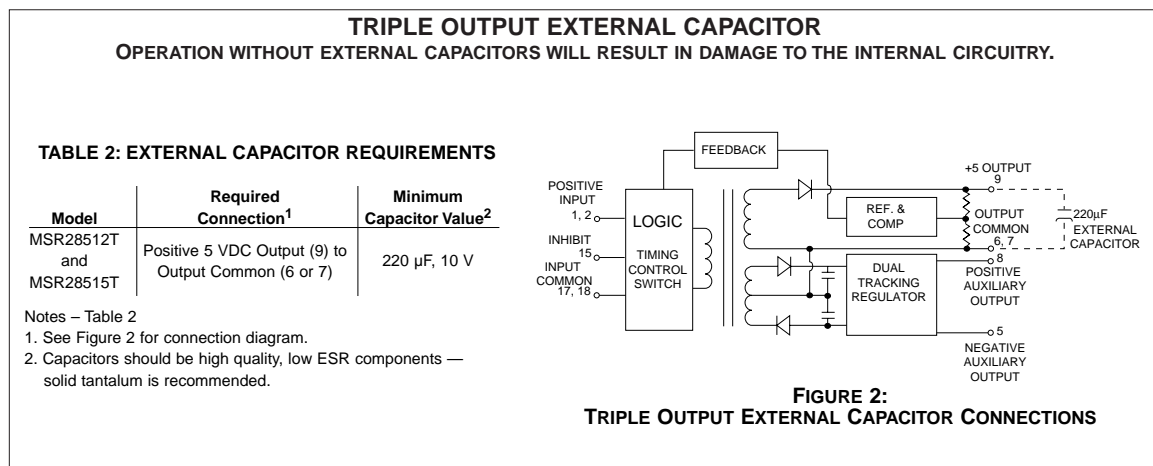 TRIPLE OUTPUT EXTERNAL CAPACITOR
OPERATION WITHOUT EXTERNAL CAPACITORS WILL RESULT IN DAMAGE TO THE INTERNAL CIRCUITRY.
TABLE 2: EXTERNAL CAPACITOR REQUIREMENTS
Model
Required
Connection1
Minimum
Capacitor Value2
MSR28512T
and
MSR28515T
Positive 5 VDC Output (9) to
Output Common (6 or 7)
220 µF, 10 V
Notes – Table 2
1. See Figure 2 for connection diagram.
2. Capacitors should be high quality, low ESR components —
solid tantalum is recommended.
FEEDBACK
POSITIVE
INPUT
1, 2
INHIBIT
15
INPUT
COMMON
17, 18
LOGIC
TIMING
CONTROL
SWITCH
REF. &
COMP
DUAL
TRACKING
REGULATOR
+5 OUTPUT
9
OUTPUT
COMMON
6, 7
220µF
EXTERNAL
CAPACITOR
8
POSITIVE
AUXILIARY
OUTPUT
5
NEGATIVE
AUXILIARY
OUTPUT
FIGURE 2:
TRIPLE OUTPUT EXTERNAL CAPACITOR CONNECTIONS